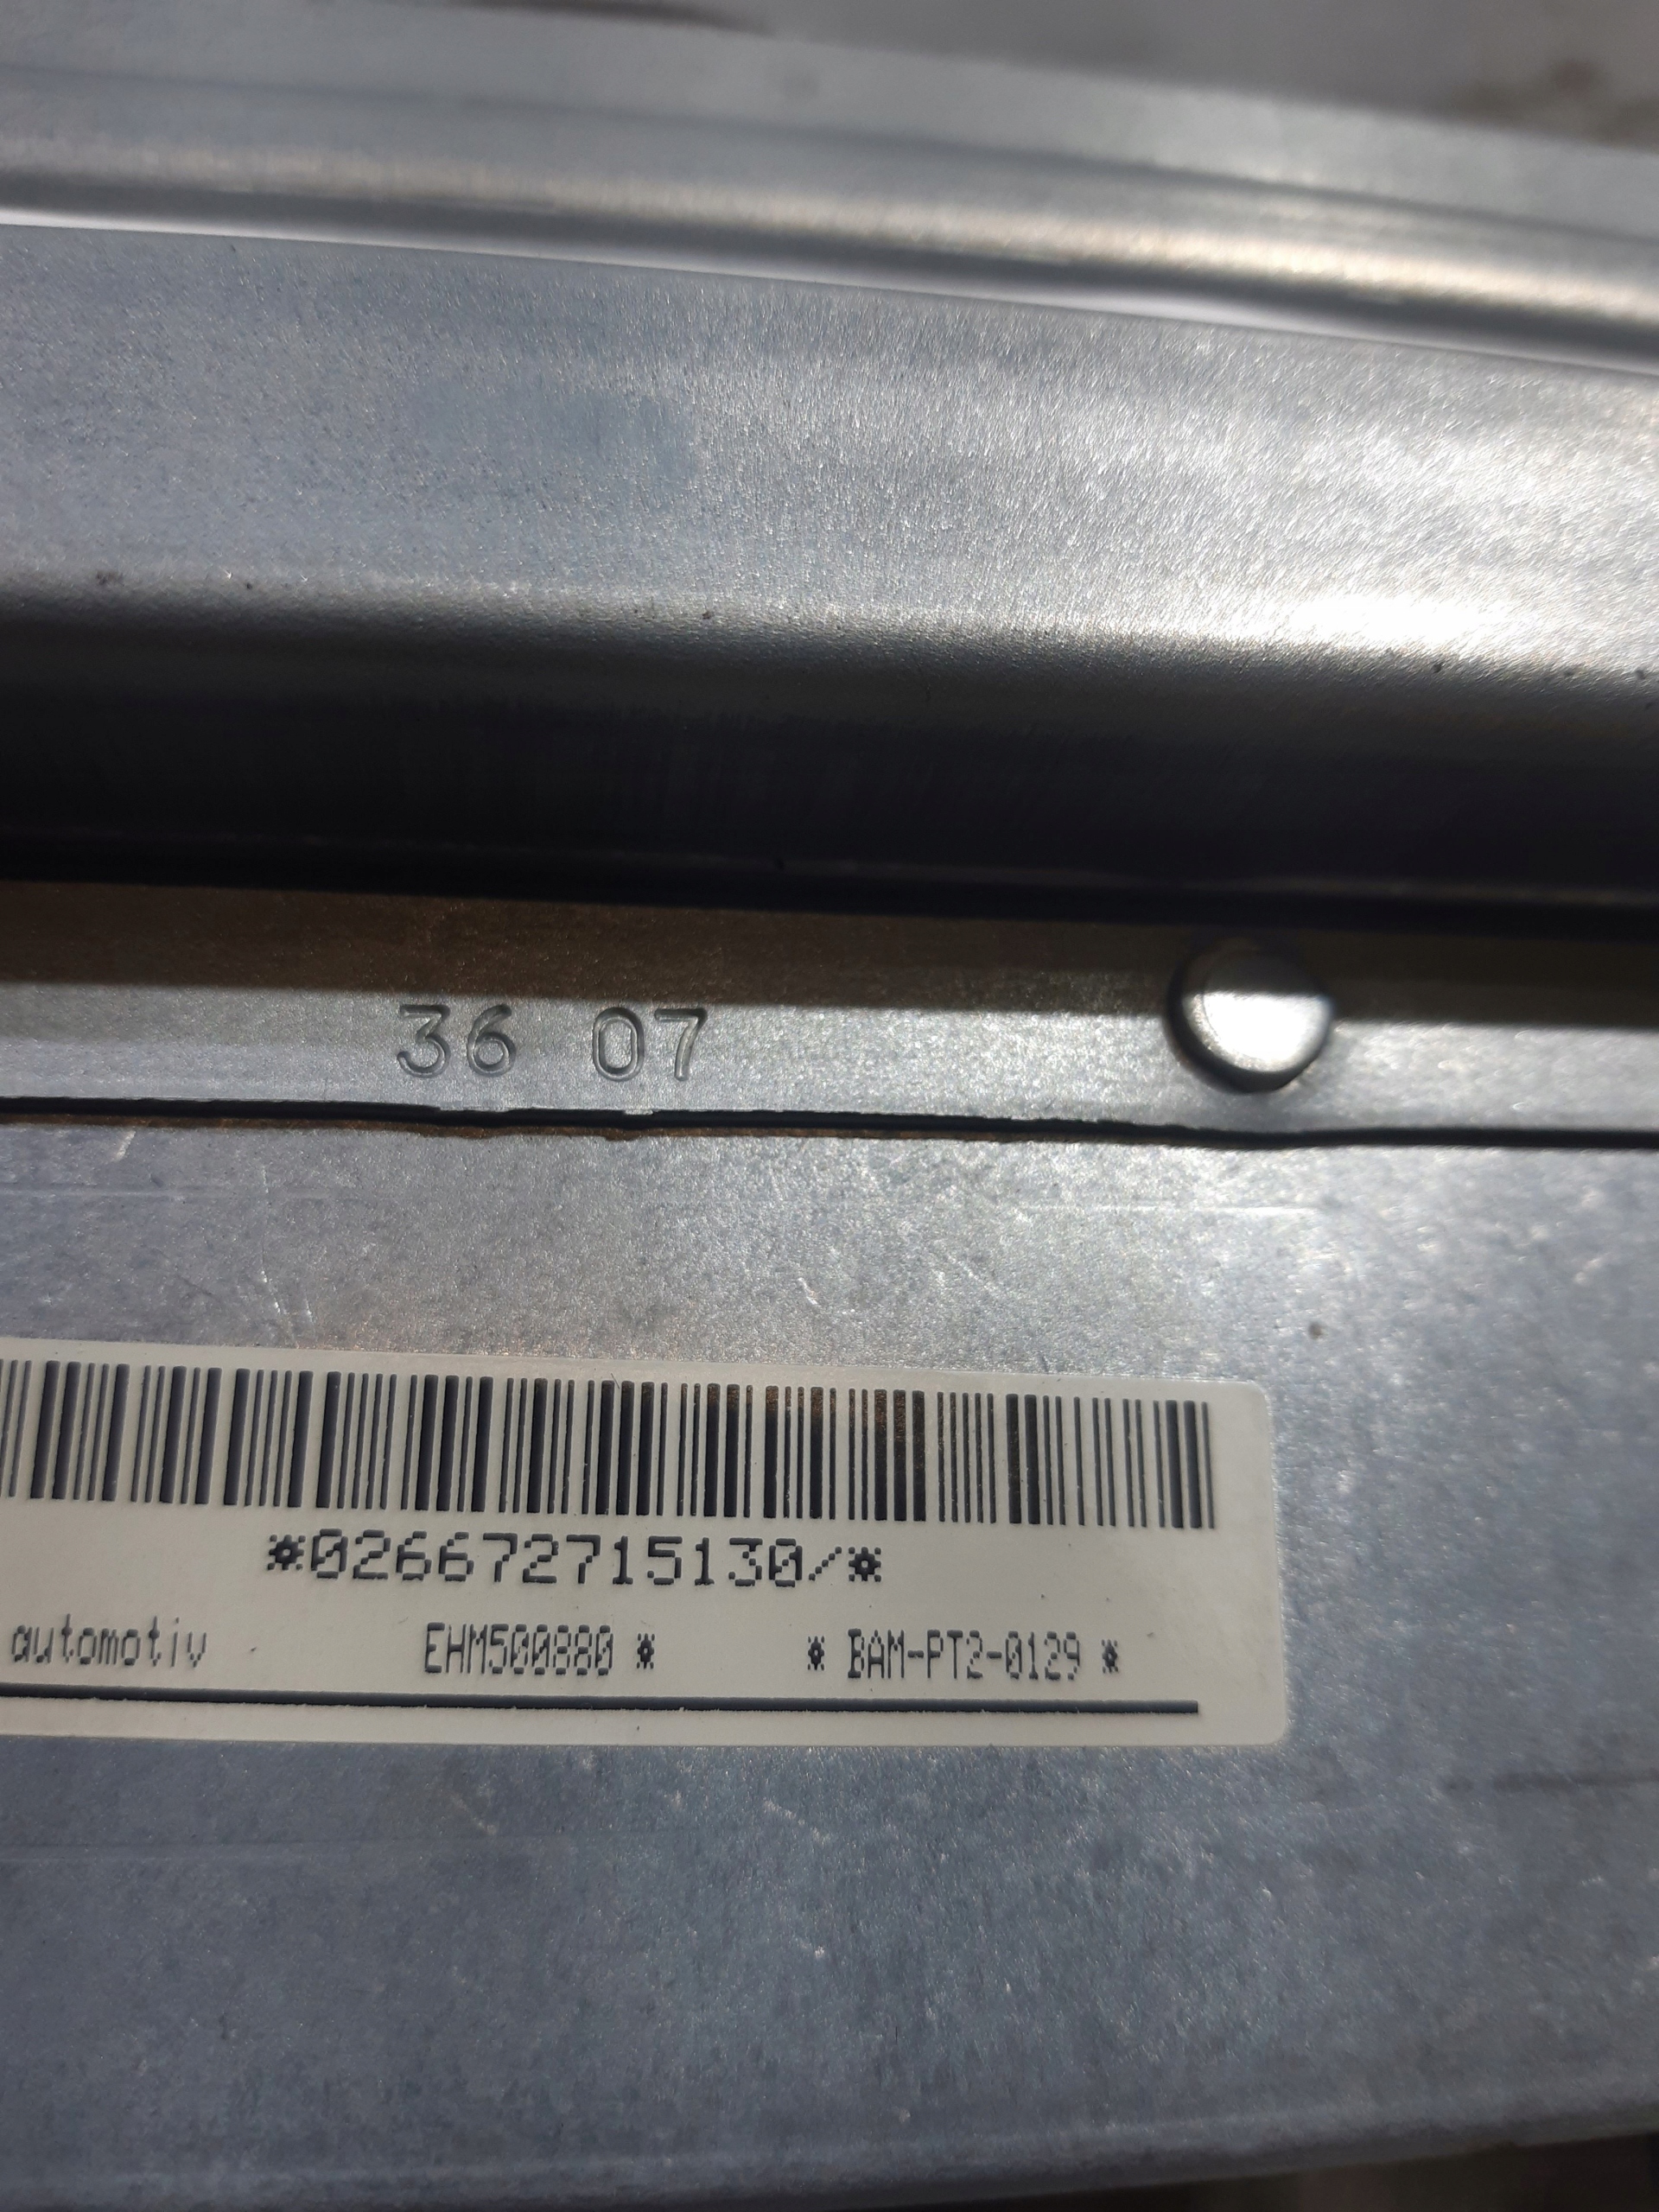 36 07
*026672715130/*
automotiv EHM500880 * * BAM-PT2-0129 *